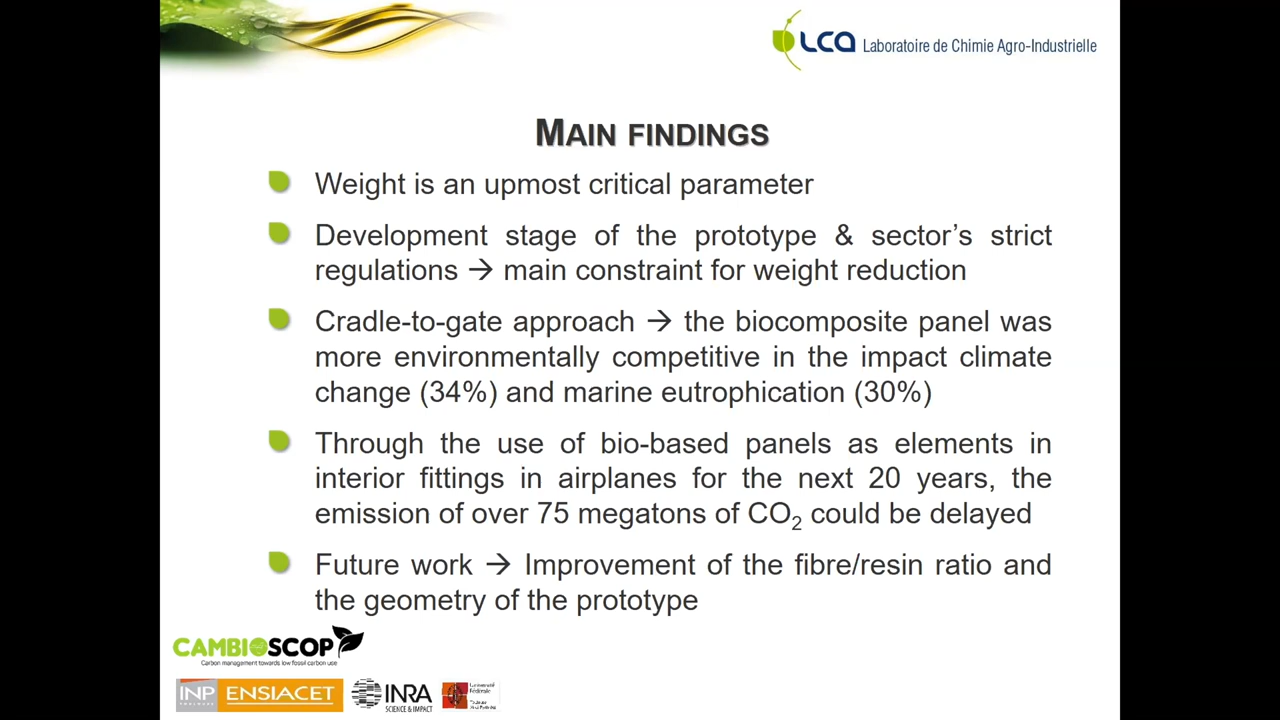 LCA Laboratoire de Chimie Agro-Industrielle
MAIN FINDINGS
Weight is an upmost critical parameter
Development stage of the prototype & sector’s strict
regulations → main constraint for weight reduction
Cradle-to-gate approach → the biocomposite panel was
more environmentally competitive in the impact climate
change (34%) and marine eutrophication (30%)
Through the use of bio-based panels as elements in
interior fittings in airplanes for the next 20 years, the
emission of over 75 megatons of CO₂ could be delayed
Future work → Improvement of the fibre/resin ratio and
the geometry of the prototype
CAMBIOSCOP
Carbon management towards low fossil carbon use
INP ENSIACET INRA
SCIENCE & IMPACT
Université
Fédérale